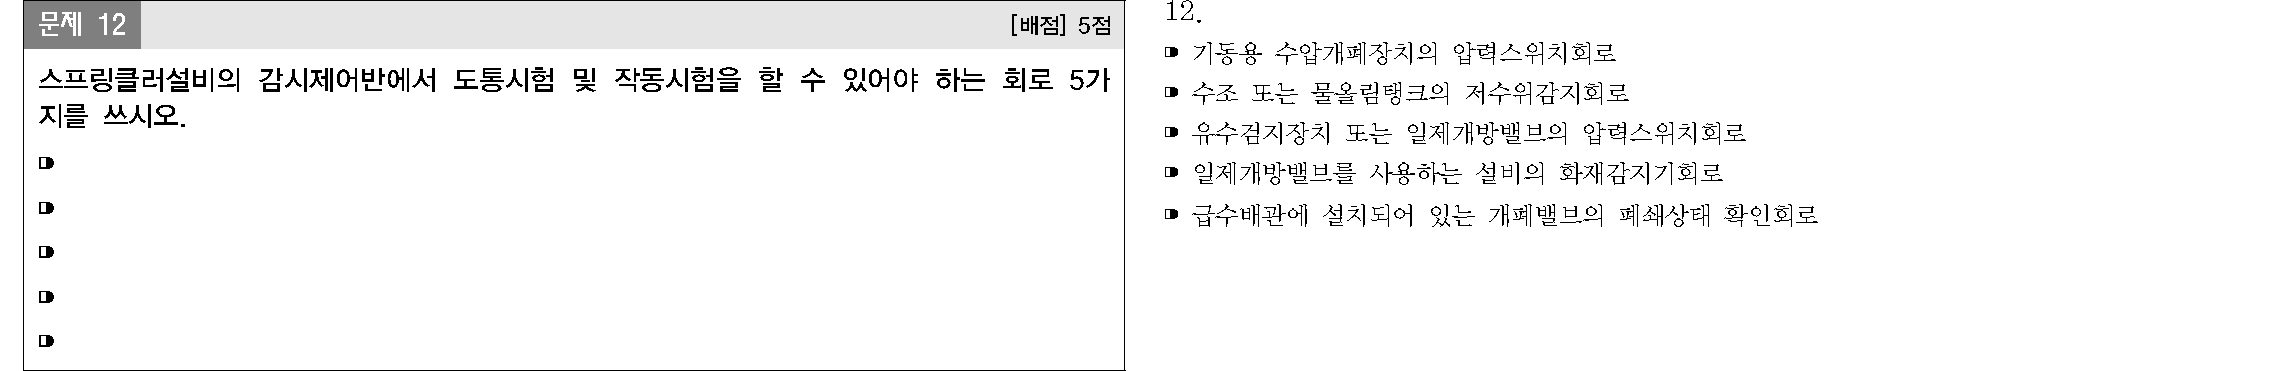 문제 12
[배점] 5점
스프링클러설비의 감시제어반에서 도통시험 및 작동시험을 할 수 있어야 하는 회로 5가
지를 쓰시오.
12.
기동용 수압개폐장치의 압력스위치회로
수조 또는 물올림탱크의 저수위감지회로
유수검지장치 또는 일제개방밸브의 압력스위치회로
일제개방밸브를 사용하는 설비의 화재감지기회로
급수배관에 설치되어 있는 개폐밸브의 폐쇄상태 확인회로